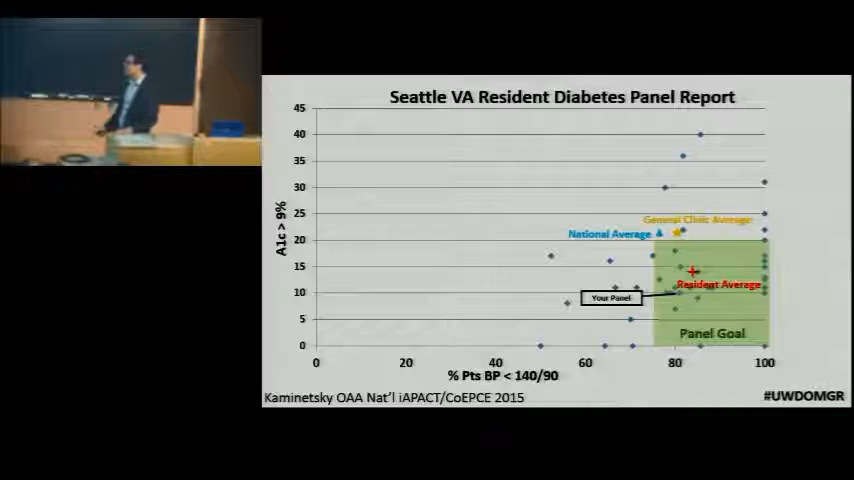 Seattle VA Resident Diabetes Panel Report
45
40
35
30
25
20
15
10
5
0
A1c > 9%
General Clinic Average
National Average
Resident Average
Your Panel
Panel Goal
0 20 40 60 80 100
% Pts BP < 140/90
Kaminetsky OAA Nat'l iAPACT/CoEPCE 2015
#UWDOMGR